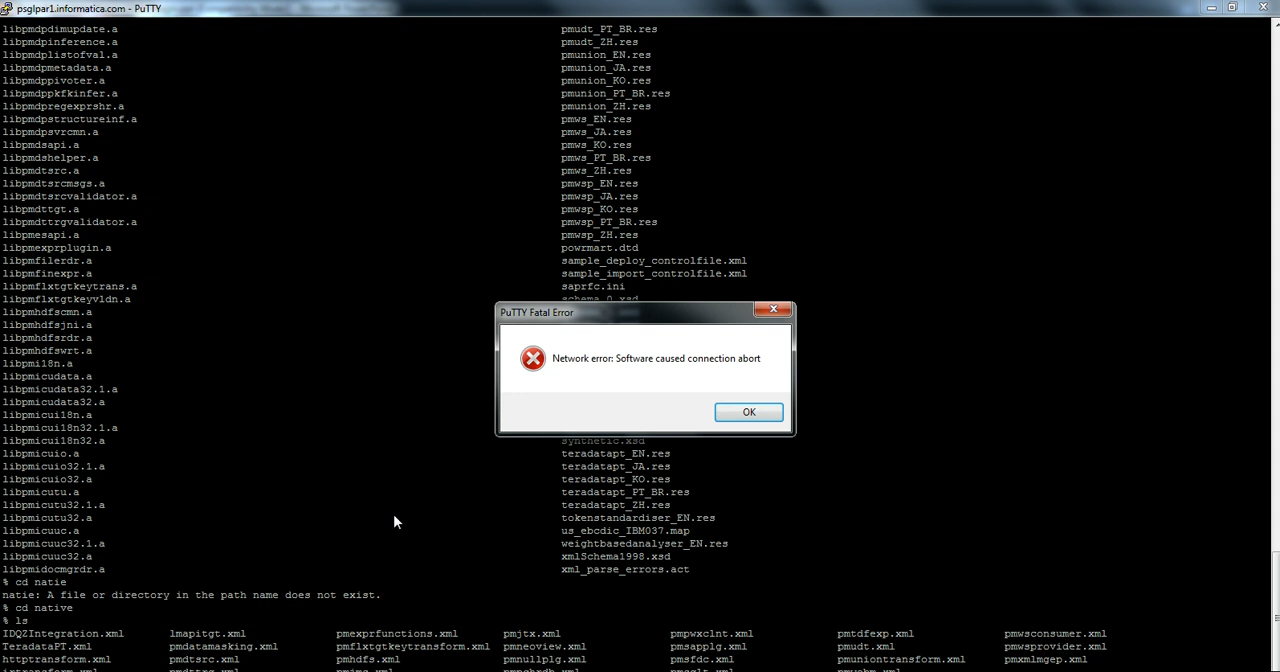 psglpar1.informatica.com - PuTTY
libpmdpdimupdate.a pmudt_PT_BR.res
libpmdpinference.a pmudt_ZH.res
libpmdplistofval.a pmunion_EN.res
libpmdpmetadata.a pmunion_JA.res
libpmdppivoter.a pmunion_KO.res
libpmdppkfkinfer.a pmunion_PT_BR.res
libpmdpregexprshr.a pmunion_ZH.res
libpmdpstructureinf.a pmws_EN.res
libpmdpsvrcmn.a pmws_JA.res
libpmdsapi.a pmws_KO.res
libpmdshelper.a pmws_PT_BR.res
libpmdtsrc.a pmws_ZH.res
libpmdtsrcmsgs.a pmwsp_EN.res
libpmdtsrcvalidator.a pmwsp_JA.res
libpmdttgt.a pmwsp_KO.res
libpmdttrgvalidator.a pmwsp_PT_BR.res
libpmesapi.a pmwsp_ZH.res
libpmexprplugin.a powrmart.dtd
libpmfilerdr.a sample_deploy_controlfile.xml
libpmfinexpr.a sample_import_controlfile.xml
libpmflxtgtkeytrans.a saprfc.ini
libpmflxtgtkeyvldn.a schema_0.xsd
libpmhdfscmn.a
PuTTY Fatal Error
libpmhdfsjni.a
libpmhdfsrdr.a
libpmhdfswrt.a
Network error: Software caused connection abort
libpmi18n.a
libpmicudata.a
libpmicudata32.1.a
libpmicudata32.a
OK
libpmicui18n.a
libpmicui18n32.1.a
libpmicui18n32.a synthetic.xsd
libpmicuio.a teradatapt_EN.res
libpmicuio32.1.a teradatapt_JA.res
libpmicuio32.a teradatapt_KO.res
libpmicutu.a teradatapt_PT_BR.res
libpmicutu32.1.a teradatapt_ZH.res
libpmicutu32.a tokenstandardiser_EN.res
libpmicuuc.a us_ebcdic_IBM037.map
libpmicuuc32.1.a weightbasedanalyser_EN.res
libpmicuuc32.a xmlSchema1998.xsd
libpmidocmgrdr.a xml_parse_errors.act
% cd natie
natie: A file or directory in the path name does not exist.
% cd native
% ls
IDQZIntegration.xml lmapitgt.xml pmexprfunctions.xml pmjtx.xml pmpwxclnt.xml pmtdfexp.xml pmwsconsumer.xml
TeradataPT.xml pmdatamasking.xml pmflxtgtkeytransform.xml pmneoview.xml pmsapplg.xml pmudt.xml pmwsprovider.xml
httptransform.xml pmdtsrc.xml pmhdfs.xml pmnullplg.xml pmsfdc.xml pmuniontransform.xml pmxmlmgep.xml